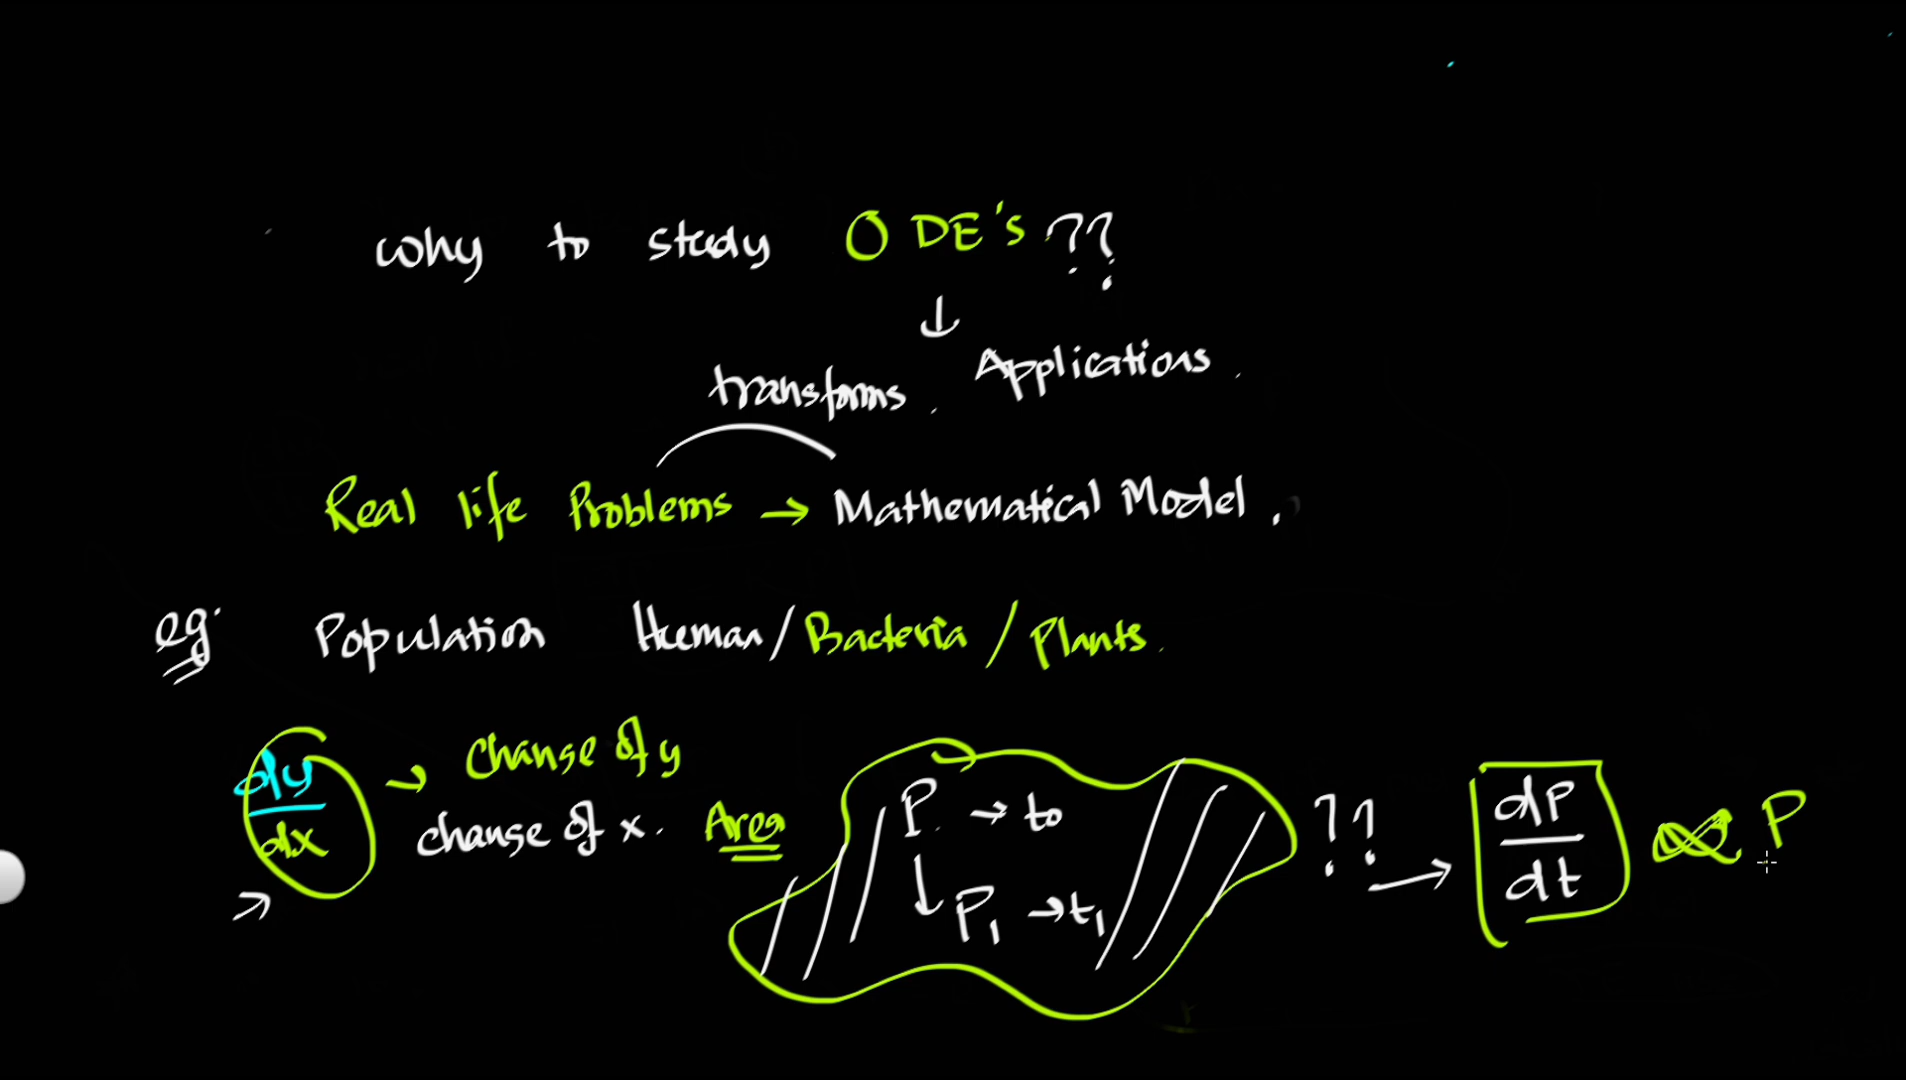 Why to study ODE's ??
↓
transforms. Applications.
Real life Problems → Mathematical Model.
eg. Population Human/Bacteria/Plants.
dy/dx → Change of y
change of x. Area
P → to
↓ P₁ → t₁
?? → dP/dt ∝ P